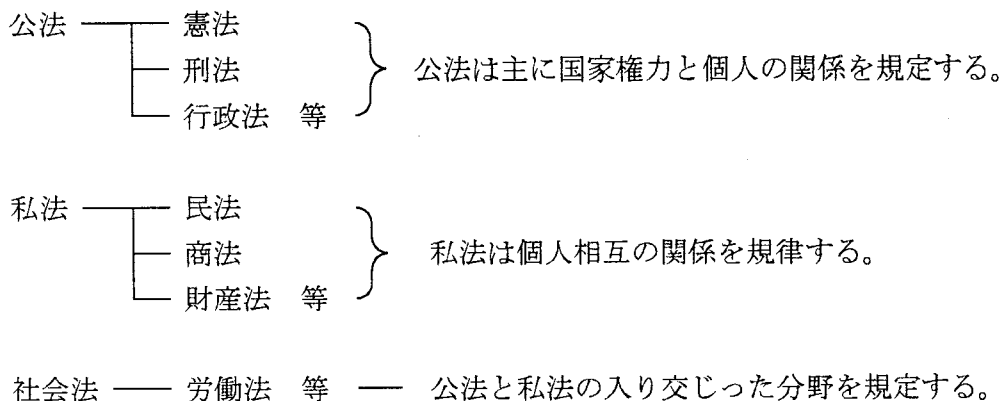 公法 憲法
刑法 公法は主に国家権力と個人の関係を規定する。
行政法 等
私法 民法
商法 私法は個人相互の関係を規律する。
財産法 等
社会法 労働法 等 公法と私法の入り交じった分野を規定する。